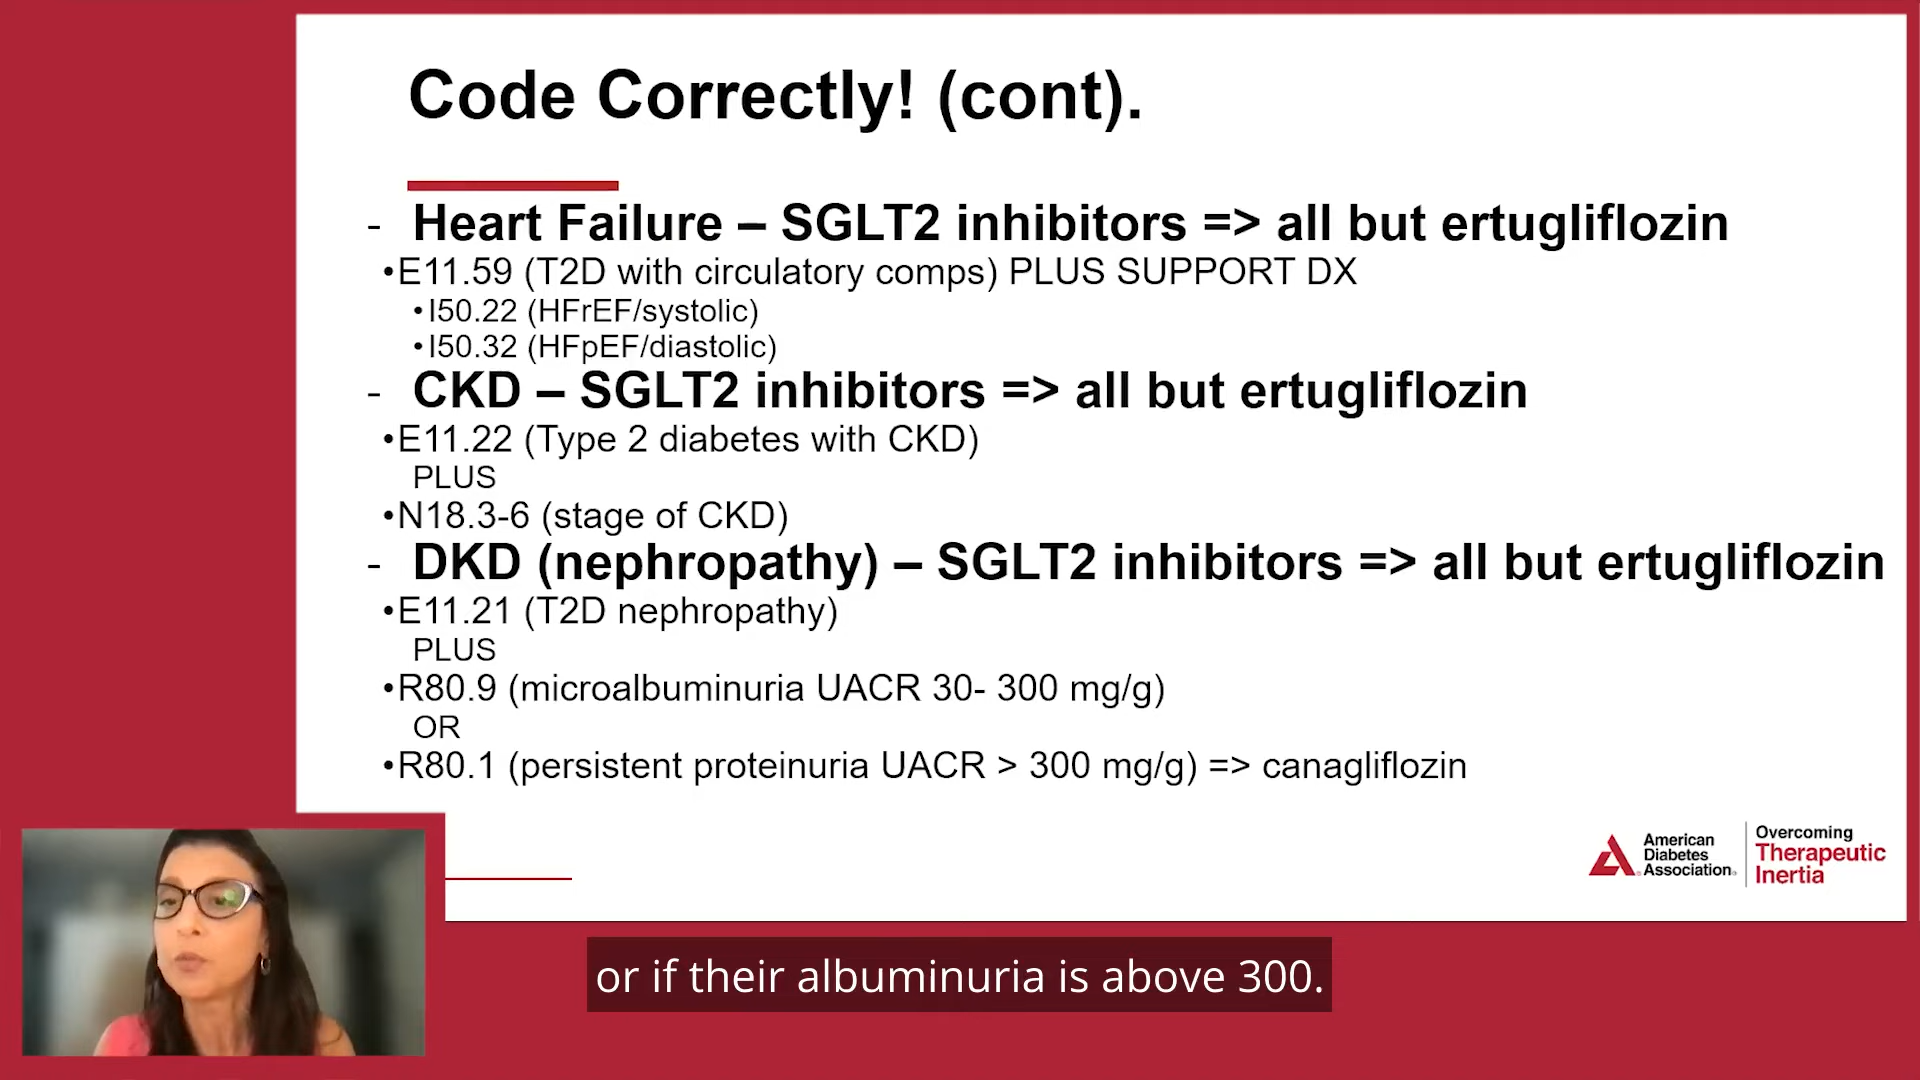 Code Correctly! (cont).
- Heart Failure – SGLT2 inhibitors => all but ertugliflozin
•E11.59 (T2D with circulatory comps) PLUS SUPPORT DX
•I50.22 (HFrEF/systolic)
•I50.32 (HFpEF/diastolic)
- CKD – SGLT2 inhibitors => all but ertugliflozin
•E11.22 (Type 2 diabetes with CKD)
PLUS
•N18.3-6 (stage of CKD)
- DKD (nephropathy) – SGLT2 inhibitors => all but ertugliflozin
•E11.21 (T2D nephropathy)
PLUS
•R80.9 (microalbuminuria UACR 30- 300 mg/g)
OR
•R80.1 (persistent proteinuria UACR > 300 mg/g) => canagliflozin
American
Diabetes
Association®
Overcoming
Therapeutic
Inertia
or if their albuminuria is above 300.